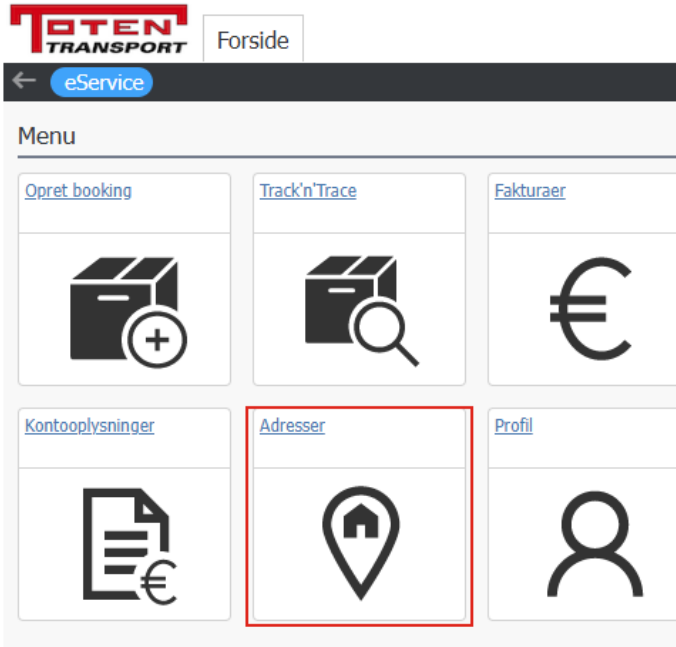 TOTEN
TRANSPORT
Forside
eService
Menu
Opret booking
Track'n'Trace
Fakturaer
Kontooplysninger
Adresser
Profil